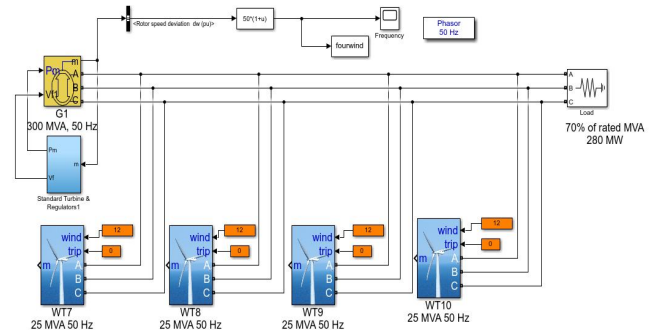 <Rotor speed deviation dw (pu)>
50*(1+u)
Frequency
fourwind
Phasor
50 Hz
Pm
m
A
Vf1
B
C
G1
300 MVA, 50 Hz
A
B
C
Load
70% of rated MVA
280 MW
Pm
m
Vf
Standard Turbine &
Regulators1
12
wind
0
trip
m
A
B
C
WT7
25 MVA 50 Hz
12
wind
0
trip
m
A
B
C
WT8
25 MVA 50 Hz
12
wind
0
trip
m
A
B
C
WT9
25 MVA 50 Hz
12
wind
0
trip
m
A
B
C
WT10
25 MVA 50 Hz